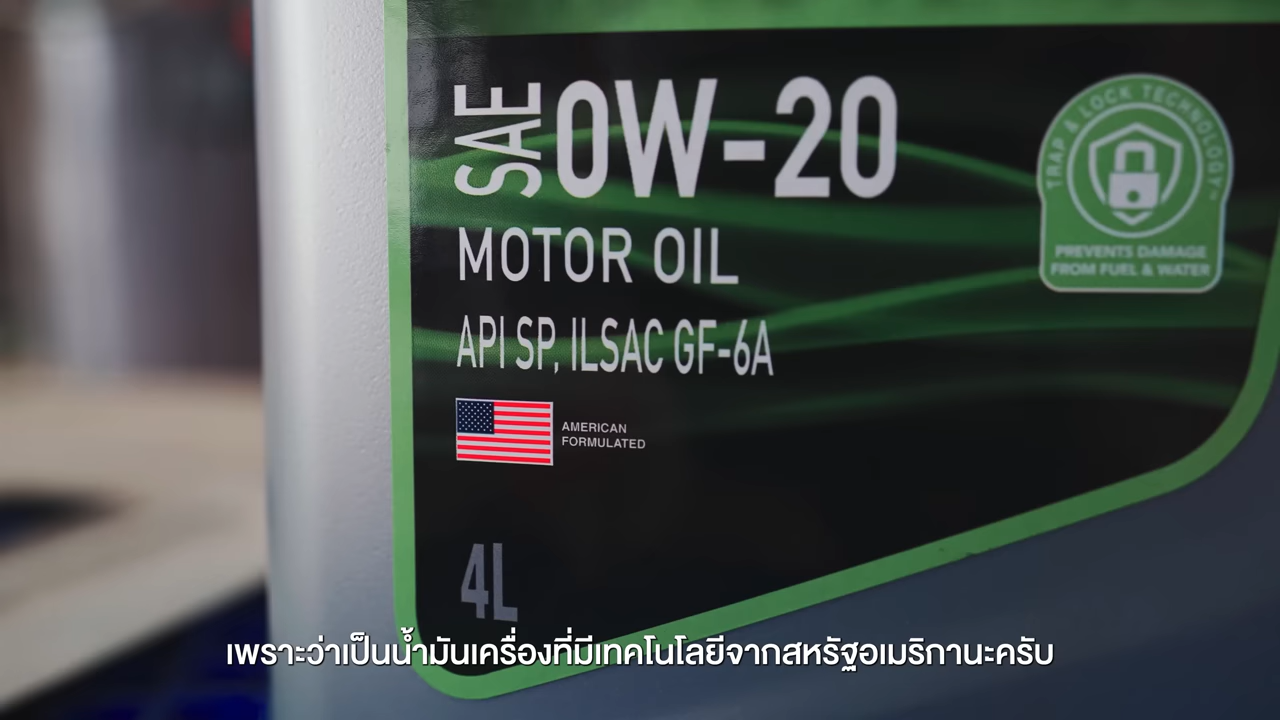 SAE 0W-20
MOTOR OIL
API SP, ILSAC GF-6A
AMERICAN
FORMULATED
4L
TRAP & LOCK TECHNOLOGY™
PREVENTS DAMAGE
FROM FUEL & WATER
เพราะว่าเป็นน้ำมันเครื่องที่มีเทคโนโลยีจากสหรัฐอเมริกานะครับ